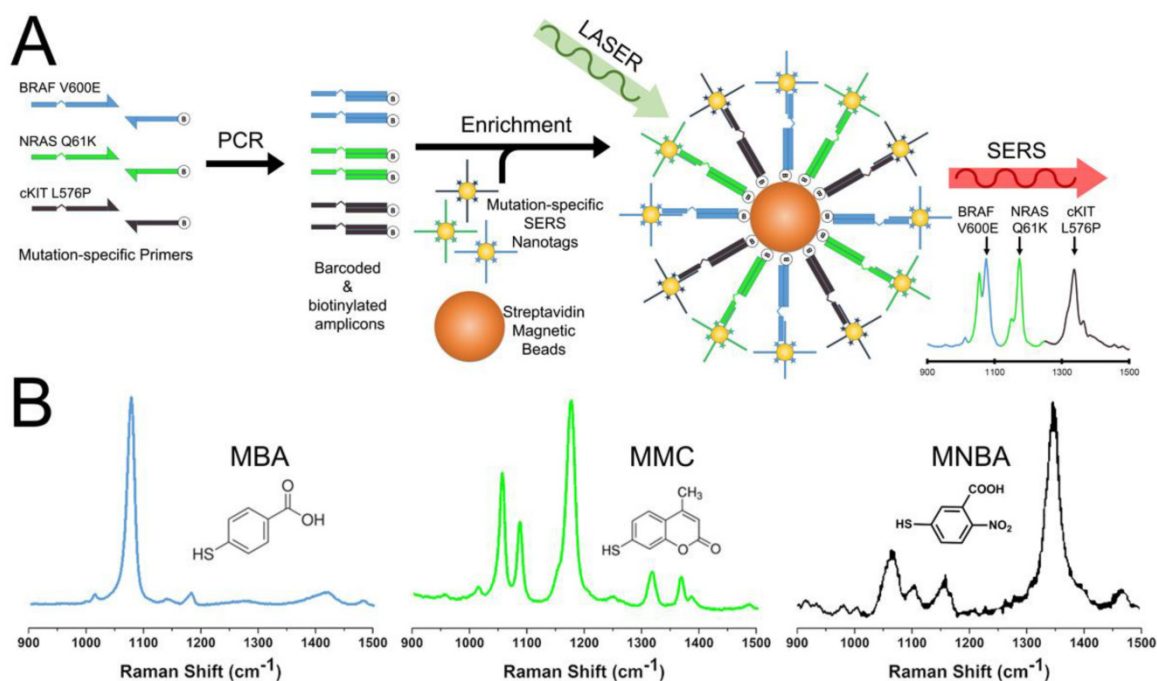 A
BRAF V600E
B
NRAS Q61K
B
cKIT L576P
B
Mutation-specific Primers
PCR
B
B
B
B
B
B
Barcoded
&
biotinylated
amplicons
Enrichment
Mutation-specific
SERS
Nanotags
Streptavidin
Magnetic
Beads
LASER
B
B
B
B
B
B
B
B
B
B
B
B
SERS
BRAF NRAS cKIT
V600E Q61K L576P
900 1100 1300 1500
B
MBA
O
OH
HS
900 1000 1100 1200 1300 1400 1500
Raman Shift (cm-1)
MMC
CH3
HS O O
900 1000 1100 1200 1300 1400 1500
Raman Shift (cm-1)
MNBA
COOH
HS NO2
900 1000 1100 1200 1300 1400 1500
Raman Shift (cm-1)